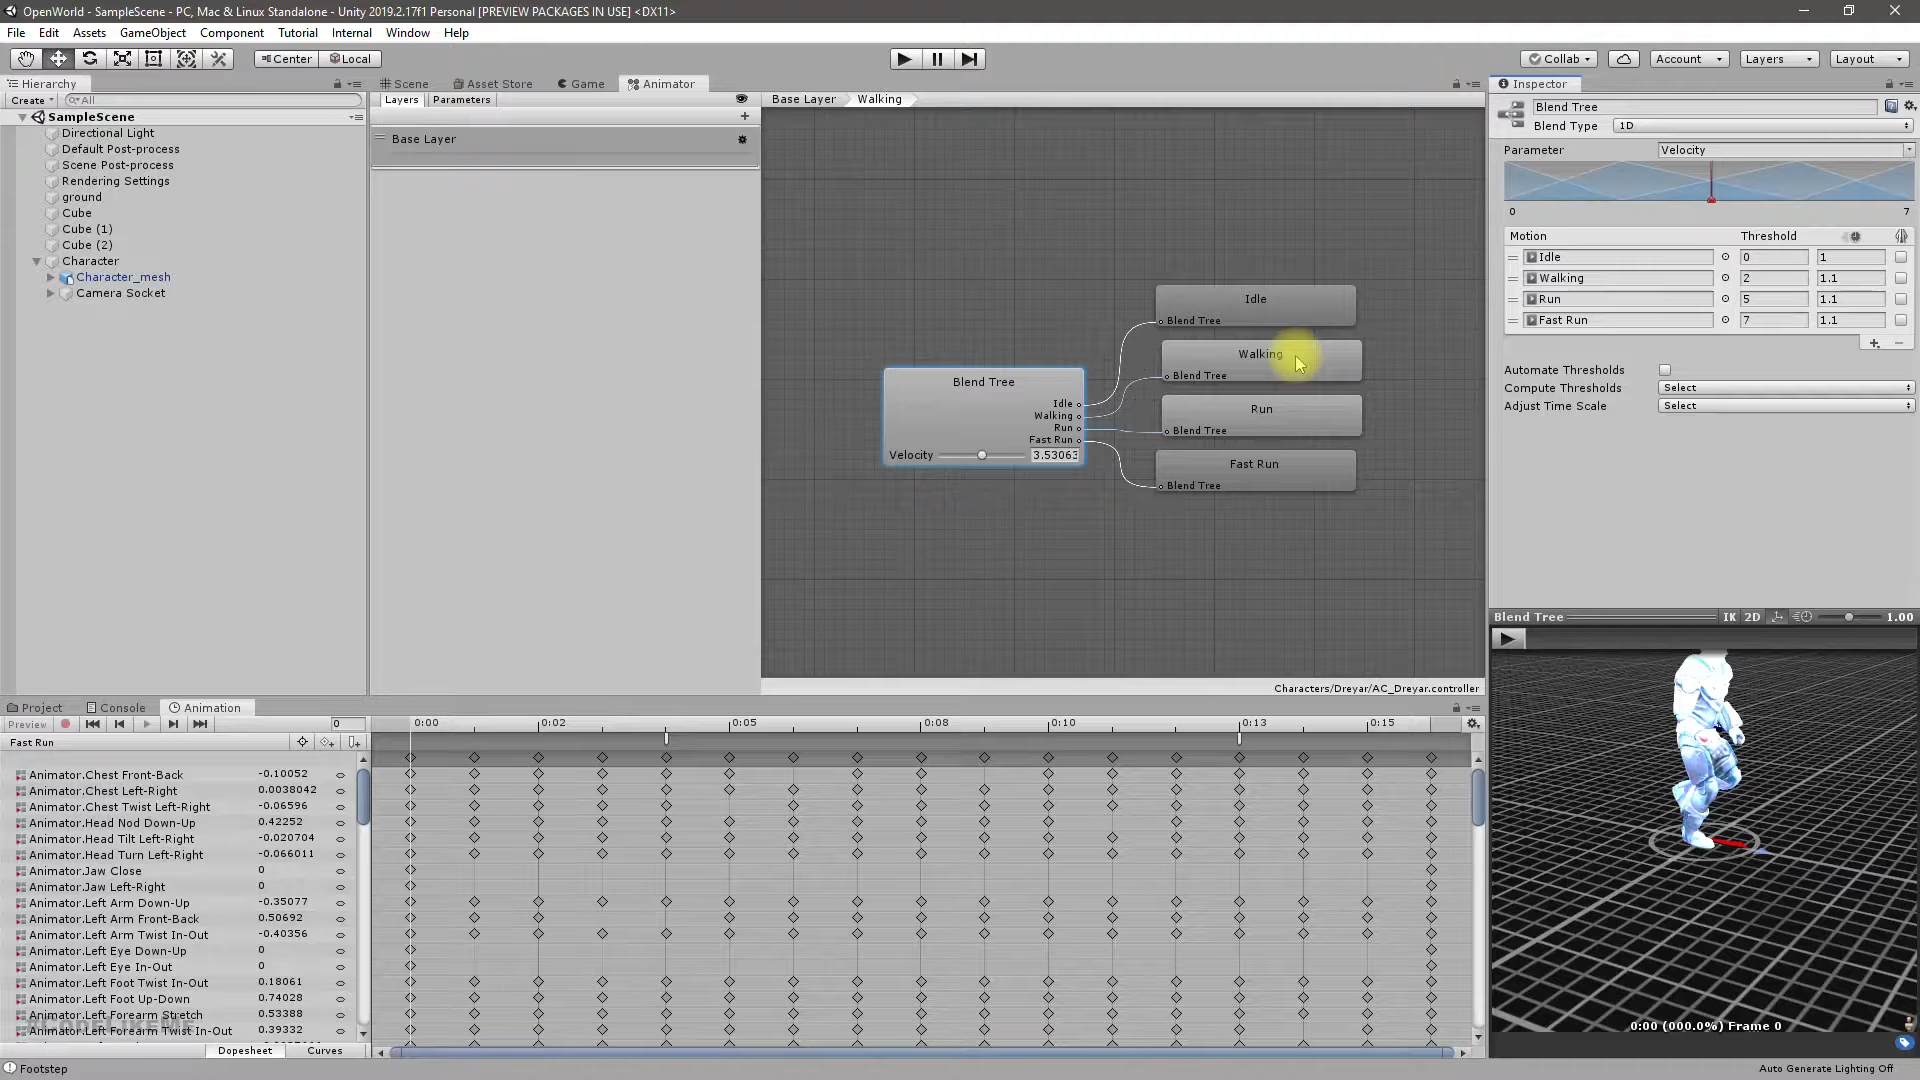 OpenWorld - SampleScene - PC, Mac & Linux Standalone - Unity 2019.2.17f1 Personal [PREVIEW PACKAGES IN USE] <DX11>
File Edit Assets GameObject Component Tutorial Internal Window Help
Center Local Collab Account Layers Layout
Hierarchy Scene Asset Store Game Animator Inspector
Create All
SampleScene
Directional Light
Default Post-process
Scene Post-process
Rendering Settings
ground
Cube
Cube (1)
Cube (2)
Character
Character_mesh
Camera Socket
Layers Parameters
Base Layer
Base Layer Walking
Idle
Blend Tree
Walking
Blend Tree
Run
Blend Tree
Fast Run
Blend Tree
Blend Tree
Idle
Walking
Run
Fast Run
Velocity 3.53063
Characters/Dreyar/AC_Dreyar.controller
Blend Tree
Blend Type 1D
Parameter Velocity
0 7
Motion Threshold
Idle 0 1
Walking 2 1.1
Run 5 1.1
Fast Run 7 1.1
Automate Thresholds
Compute Thresholds Select
Adjust Time Scale Select
Blend Tree IK 2D 1.00
0:00 (000.0%) Frame 0
Project Console Animation
Preview 0 0:00 0:02 0:05 0:08 0:10 0:13 0:15
Fast Run
Animator.Chest Front-Back -0.10052
Animator.Chest Left-Right 0.0038042
Animator.Chest Twist Left-Right -0.06596
Animator.Head Nod Down-Up 0.42252
Animator.Head Tilt Left-Right -0.020704
Animator.Head Turn Left-Right -0.066011
Animator.Jaw Close 0
Animator.Jaw Left-Right 0
Animator.Left Arm Down-Up -0.35077
Animator.Left Arm Front-Back 0.50692
Animator.Left Arm Twist In-Out -0.40356
Animator.Left Eye Down-Up 0
Animator.Left Eye In-Out 0
Animator.Left Foot Twist In-Out 0.18061
Animator.Left Foot Up-Down 0.74028
Animator.Left Forearm Stretch 0.53388
Animator.Left Forearm Twist In-Out 0.39332
#CODELIKEME
Dopesheet Curves
Footstep
Auto Generate Lighting Off